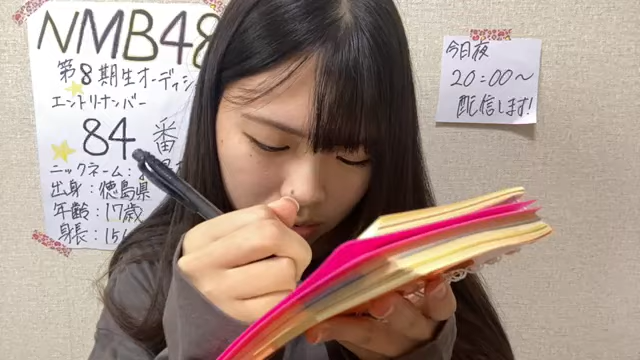 NMB48
第8期生オーディシ
エントリナンバー
84番
ニックネーム:
出身:徳島県
年齢:17歳
身長:15
今日夜
20:00〜
配信します!